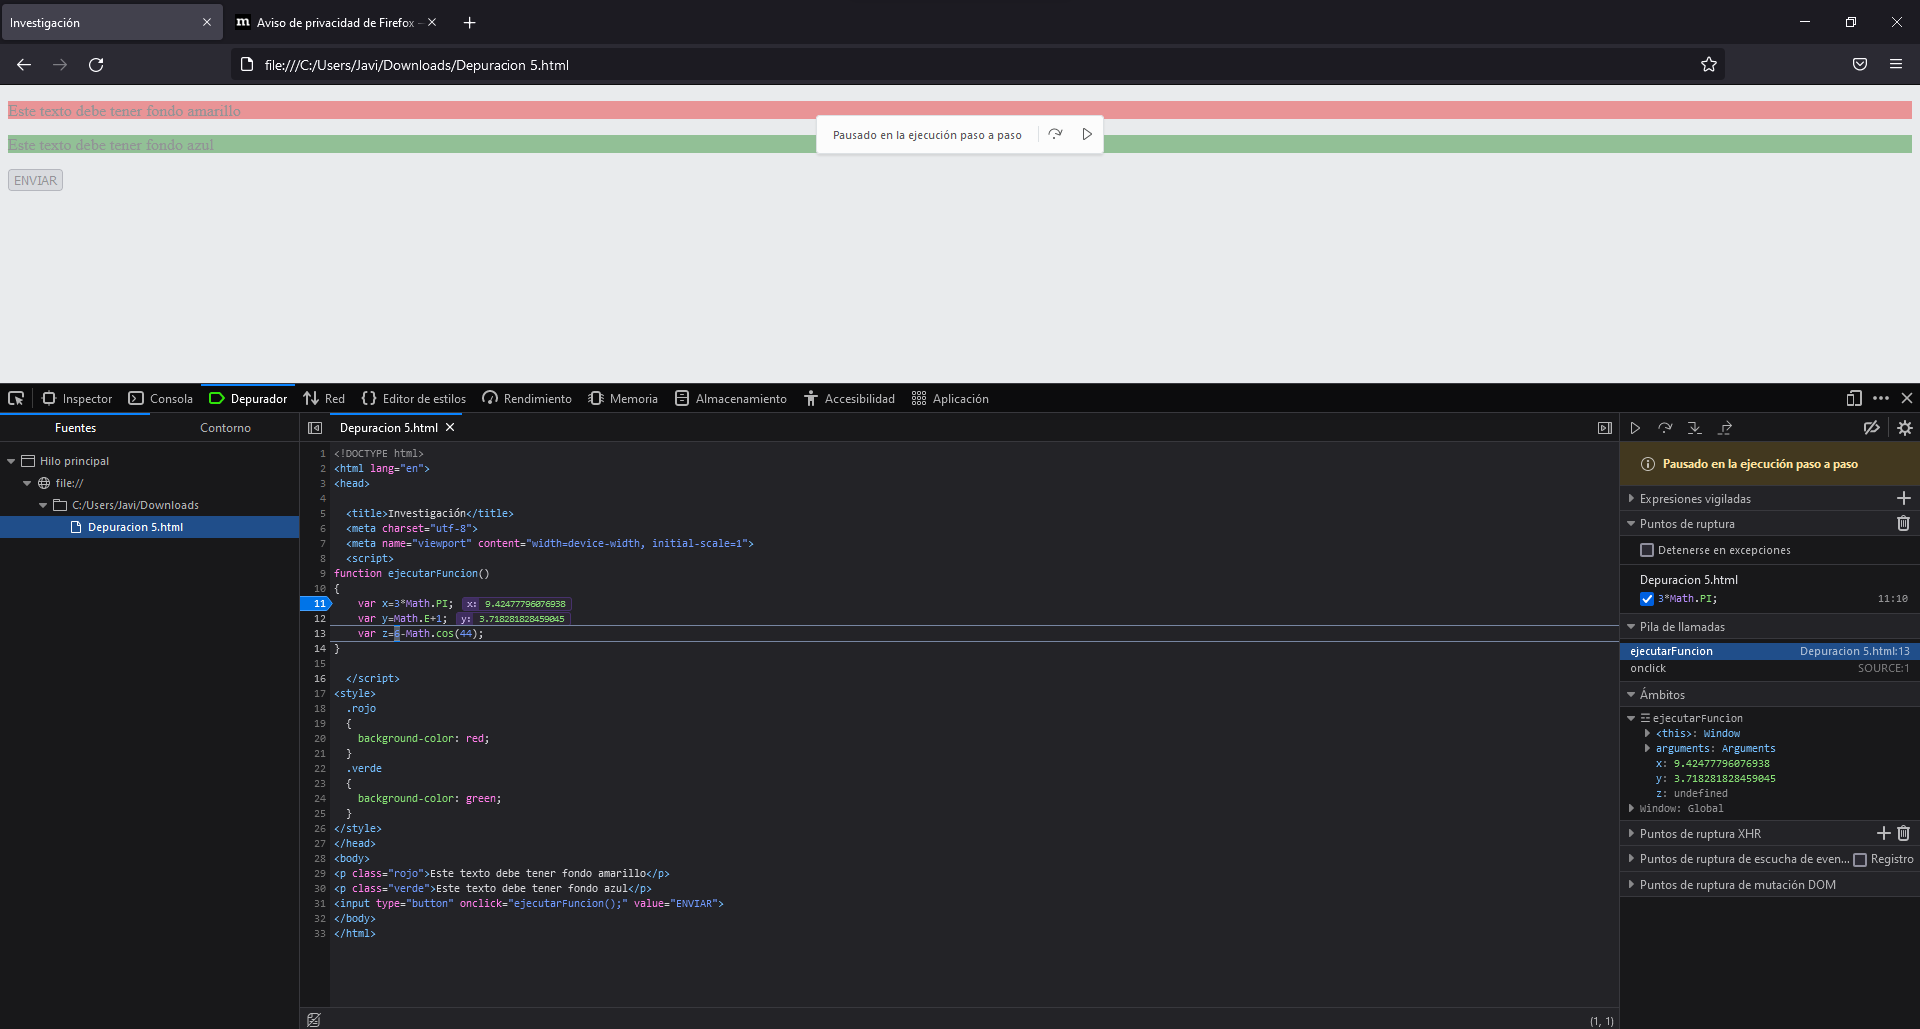 Investigación
m Aviso de privacidad de Firefox
file:///C:/Users/Javi/Downloads/Depuracion 5.html
Este texto debe tener fondo amarillo
Pausado en la ejecución paso a paso
Este texto debe tener fondo azul
ENVIAR
Inspector Consola Depurador Red Editor de estilos Rendimiento Memoria Almacenamiento Accesibilidad Aplicación
Fuentes Contorno
Hilo principal
file://
C:/Users/Javi/Downloads
Depuracion 5.html
Depuracion 5.html
1 <!DOCTYPE html>
2 <html lang="en">
3 <head>
4
5 <title>Investigación</title>
6 <meta charset="utf-8">
7 <meta name="viewport" content="width=device-width, initial-scale=1">
8 <script>
9 function ejecutarFuncion()
10 {
11 var x=3*Math.PI; x: 9.42477796076938
12 var y=Math.E+1; y: 3.718281828459045
13 var z=6-Math.cos(44);
14 }
15
16 </script>
17 <style>
18 .rojo
19 {
20 background-color: red;
21 }
22 .verde
23 {
24 background-color: green;
25 }
26 </style>
27 </head>
28 <body>
29 <p class="rojo">Este texto debe tener fondo amarillo</p>
30 <p class="verde">Este texto debe tener fondo azul</p>
31 <input type="button" onclick="ejecutarFuncion();" value="ENVIAR">
32 </body>
33 </html>
(1, 1)
Pausado en la ejecución paso a paso
Expresiones vigiladas
Puntos de ruptura
Detenerse en excepciones
Depuracion 5.html
3*Math.PI; 11:10
Pila de llamadas
ejecutarFuncion Depuracion 5.html:13
onclick SOURCE:1
Ámbitos
ejecutarFuncion
<this>: Window
arguments: Arguments
x: 9.42477796076938
y: 3.718281828459045
z: undefined
Window: Global
Puntos de ruptura XHR
Puntos de ruptura de escucha de even... Registro
Puntos de ruptura de mutación DOM